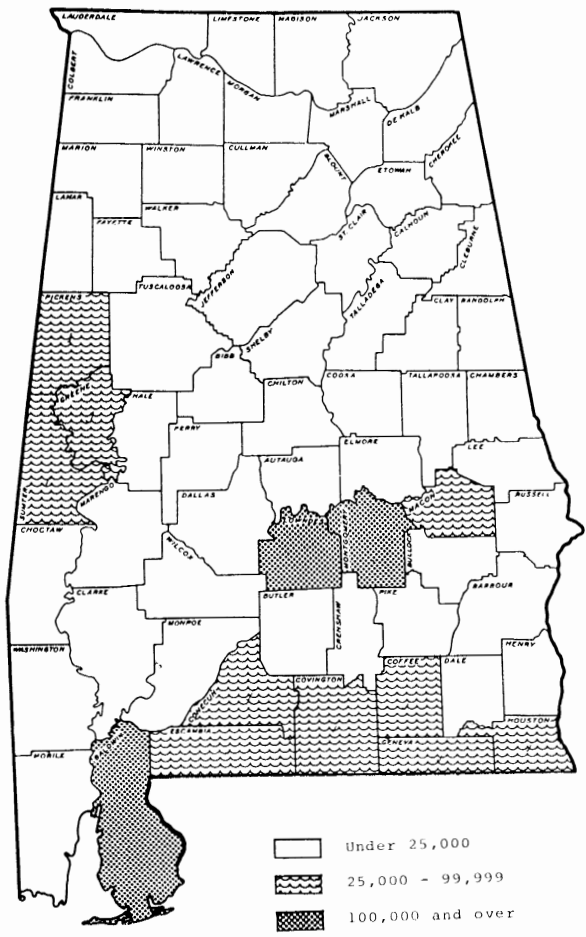 LAUDERDALE
LIMESTONE
MADISON
JACKSON
COLBERT
LAWRENCE
MORGAN
FRANKLIN
MARSHALL
DE KALB
MARION
WINSTON
CULLMAN
BLOUNT
ETOWAH
CHEROKEE
LAMAR
FAYETTE
WALKER
ST. CLAIR
CALHOUN
CLEBURNE
JEFFERSON
TUSCALOOSA
TALLADEGA
PICKENS
CLAY
RANDOLPH
SHELBY
BIBB
GREENE
HALE
CHILTON
COOSA
TALLAPOOSA
CHAMBERS
PERRY
AUTAUGA
ELMORE
LEE
SUMTER
MARENGO
DALLAS
LOWNDES
MONTGOMERY
MACON
RUSSELL
CHOCTAW
WILCOX
BULLOCK
CLARKE
BUTLER
CRENSHAW
PIKE
BARBOUR
MONROE
WASHINGTON
CONECUH
COVINGTON
COFFEE
DALE
HENRY
ESCAMBIA
GENEVA
HOUSTON
MOBILE
BALDWIN
Under 25,000
25,000 - 99,999
100,000 and over